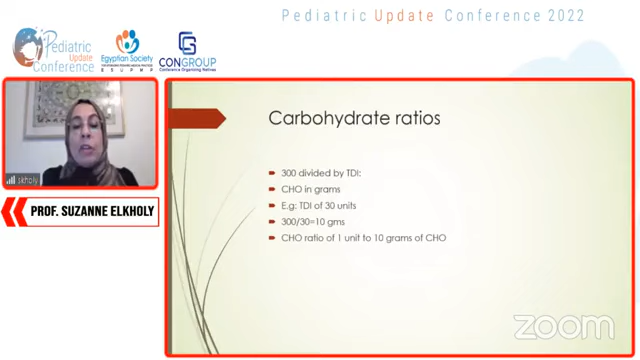 Pediatric Update Conference 2022
Pediatric
Update
Conference
Egyptian Society
ESUPMP
CONGROUP
Conference Organizing Natives
skholy
PROF. SUZANNE ELKHOLY
Carbohydrate ratios
300 divided by TDI:
CHO in grams
E.g: TDI of 30 units
300/30=10 gms
CHO ratio of 1 unit to 10 grams of CHO
zoom